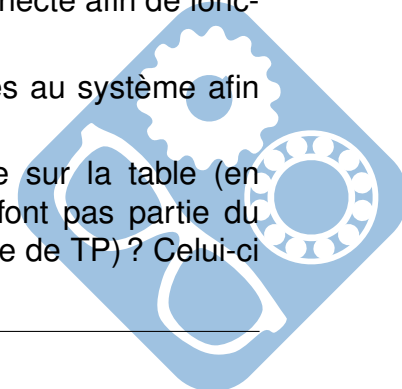 necté afin de fonc-
es au système afin
e sur la table (en
font pas partie du
e de TP) ? Celui-ci